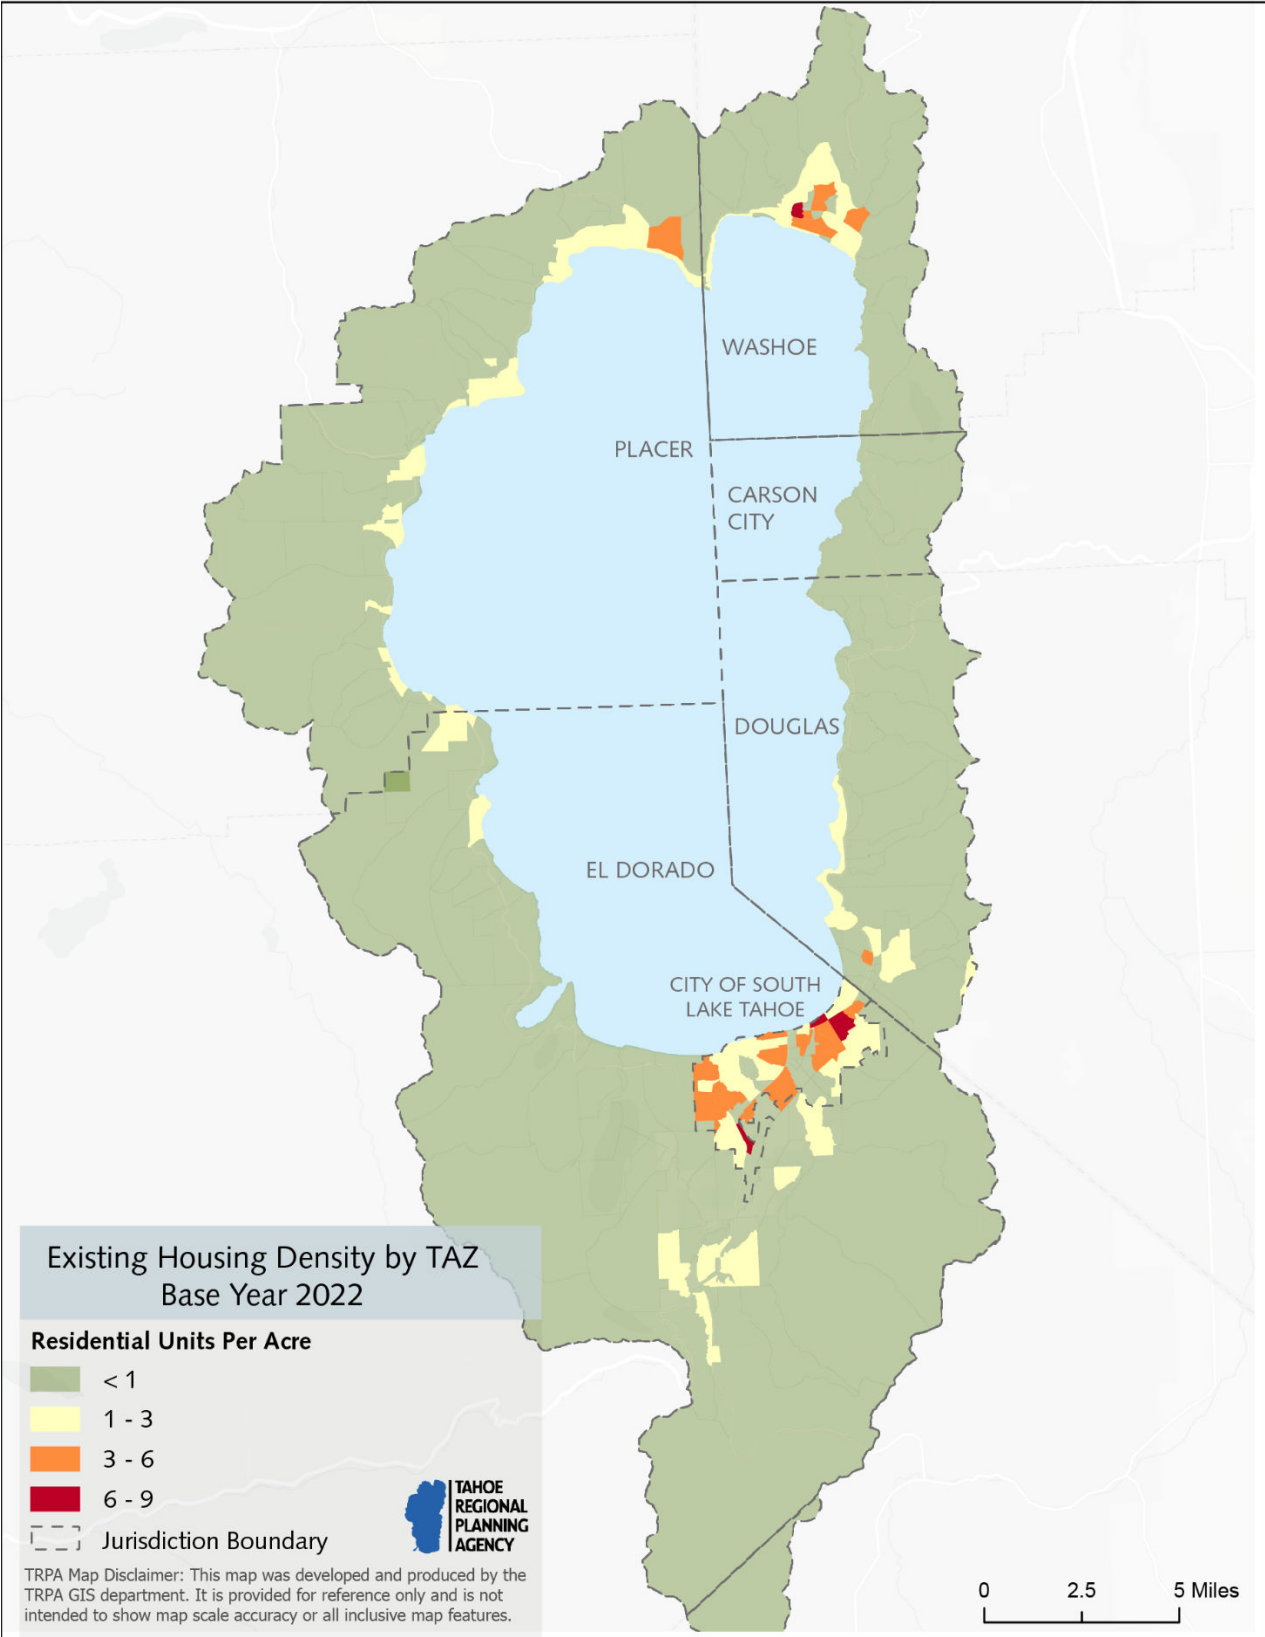 WASHOE
PLACER
CARSON
CITY
DOUGLAS
EL DORADO
CITY OF SOUTH
LAKE TAHOE
Existing Housing Density by TAZ
Base Year 2022
Residential Units Per Acre
< 1
1 - 3
3 - 6
6 - 9
Jurisdiction Boundary
TAHOE
REGIONAL
PLANNING
AGENCY
TRPA Map Disclaimer: This map was developed and produced by the
TRPA GIS department. It is provided for reference only and is not
intended to show map scale accuracy or all inclusive map features.
0 2.5 5 Miles